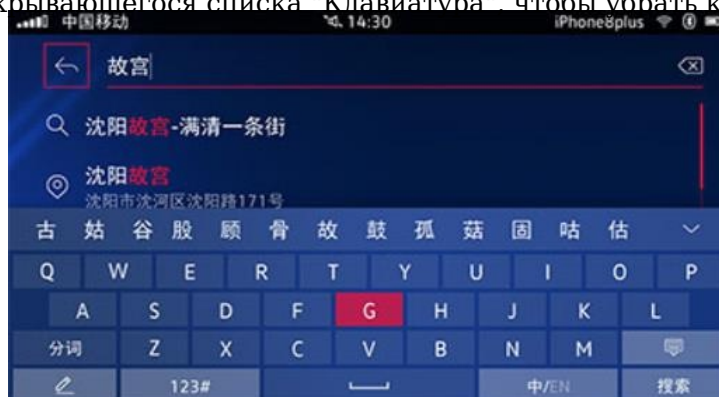 крывающегося списка "Клавиатура", чтобы убрать к
中国移动 14:30 iPhone8plus
故宫
沈阳故宫-满清一条街
沈阳故宫
沈阳市沈河区沈阳路171号
古 姑 谷 股 顾 骨 故 鼓 孤 菇 固 咕 估
Q W E R T Y U I O P
A S D F G H J K L
分词 Z X C V B N M
123# 中/EN 搜索